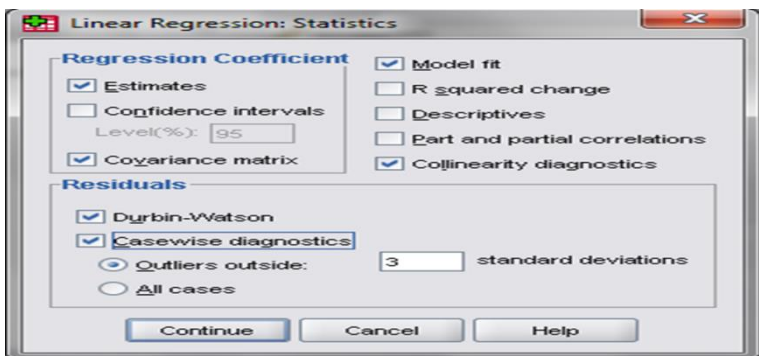 Linear Regression: Statistics
Regression Coefficient
Estimates
Confidence intervals
Level(%): 95
Covariance matrix
Model fit
R squared change
Descriptives
Part and partial correlations
Collinearity diagnostics
Residuals
Durbin-Watson
Casewise diagnostics
Outliers outside: 3 standard deviations
All cases
Continue Cancel Help